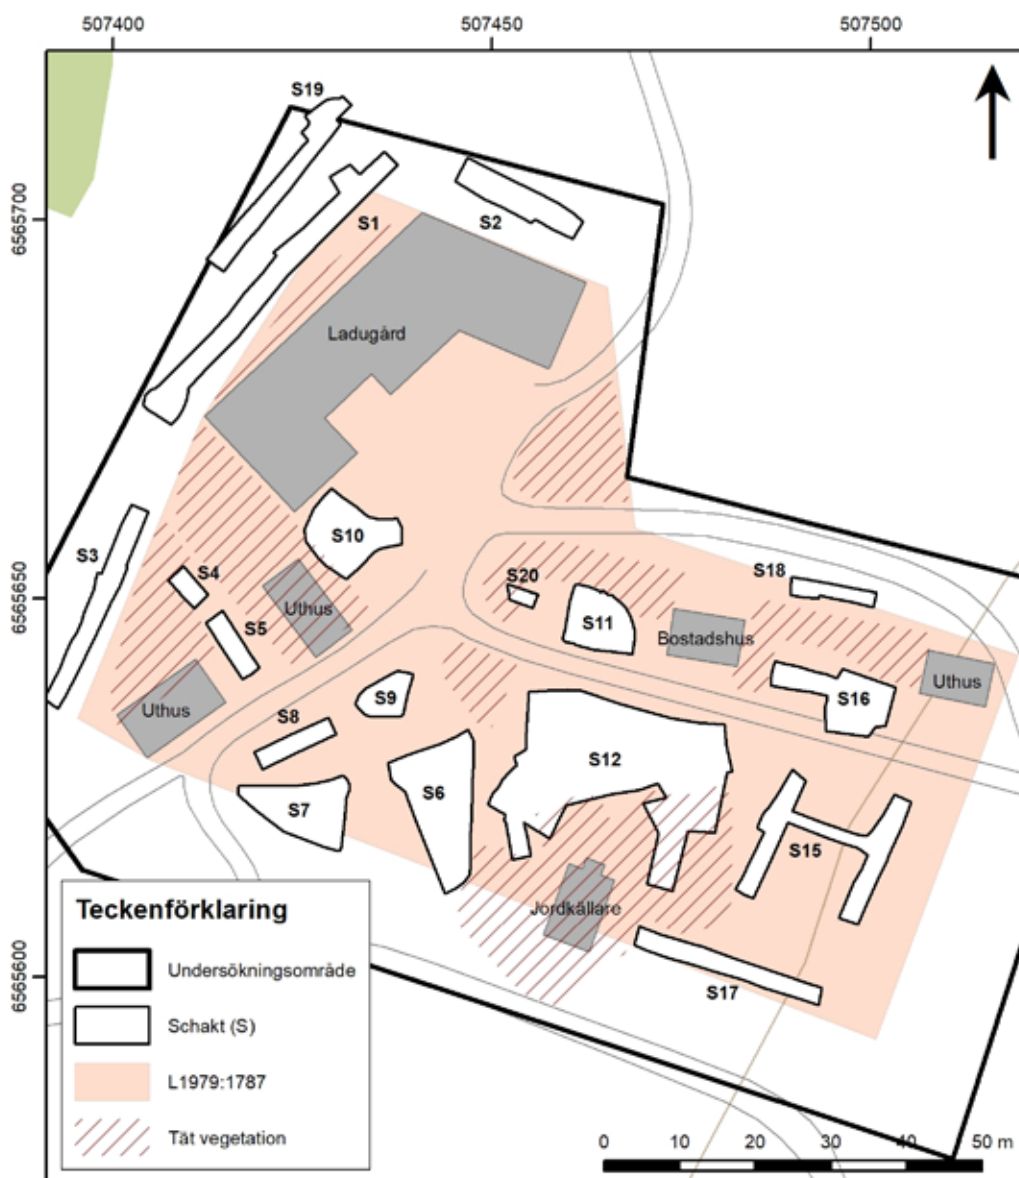 507400
507450
507500
S19
6565700
S1
S2
Ladugård
S3
S10
6565650
S4
S20
S18
Uthus
S5
S11
Bostadshus
Uthus
S9
S16
Uthus
S8
S12
S6
S7
S15
Teckenförklaring
Jordkällare
Undersökningsområde
6565600
S17
Schakt (S)
L1979:1787
Tät vegetation
0 10 20 30 40 50 m